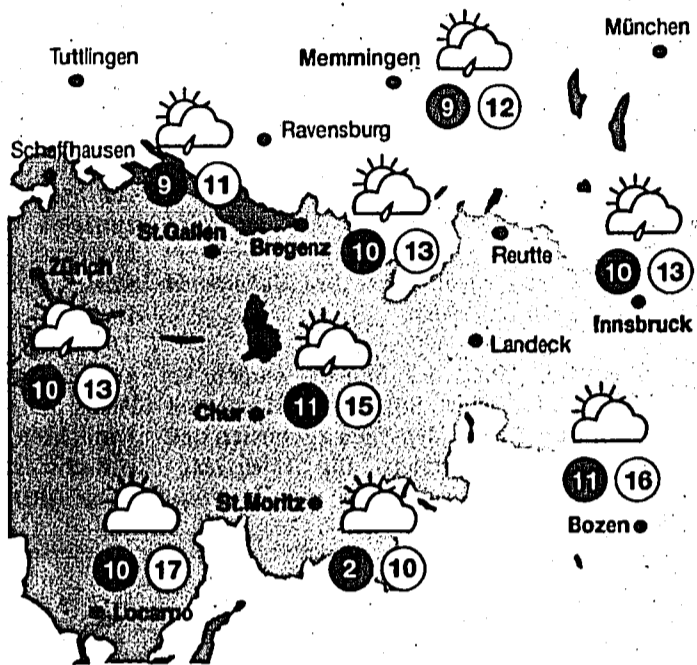 München
Tuttlingen
Memmingen
9 12
Ravensburg
Schaffhausen
9 11
St.Gallen
Bregenz
10 13
Reutte
10 13
Zürich
Innsbruck
Landeck
10 13
Chur
11 15
11 16
St.Moritz
Bozen
10 17
2 10
Locarno